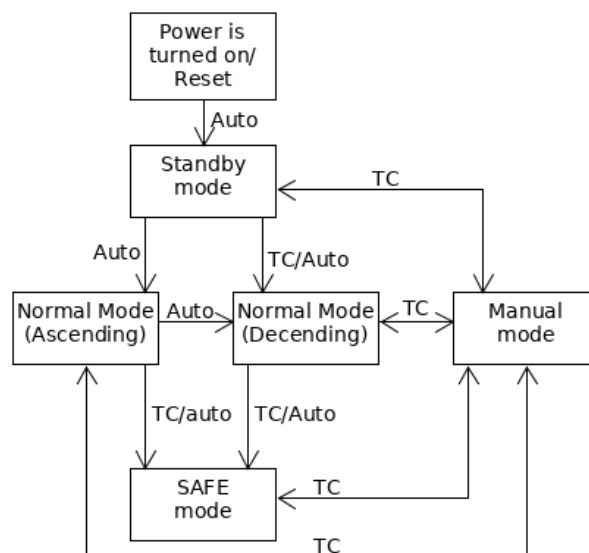 Power is
turned on/
Reset
Auto
Standby
mode
TC
Auto
TC/Auto
Normal Mode
(Ascending)
Auto
Normal Mode
(Decending)
TC
Manual
mode
TC/auto
TC/Auto
SAFE
mode
TC
TC